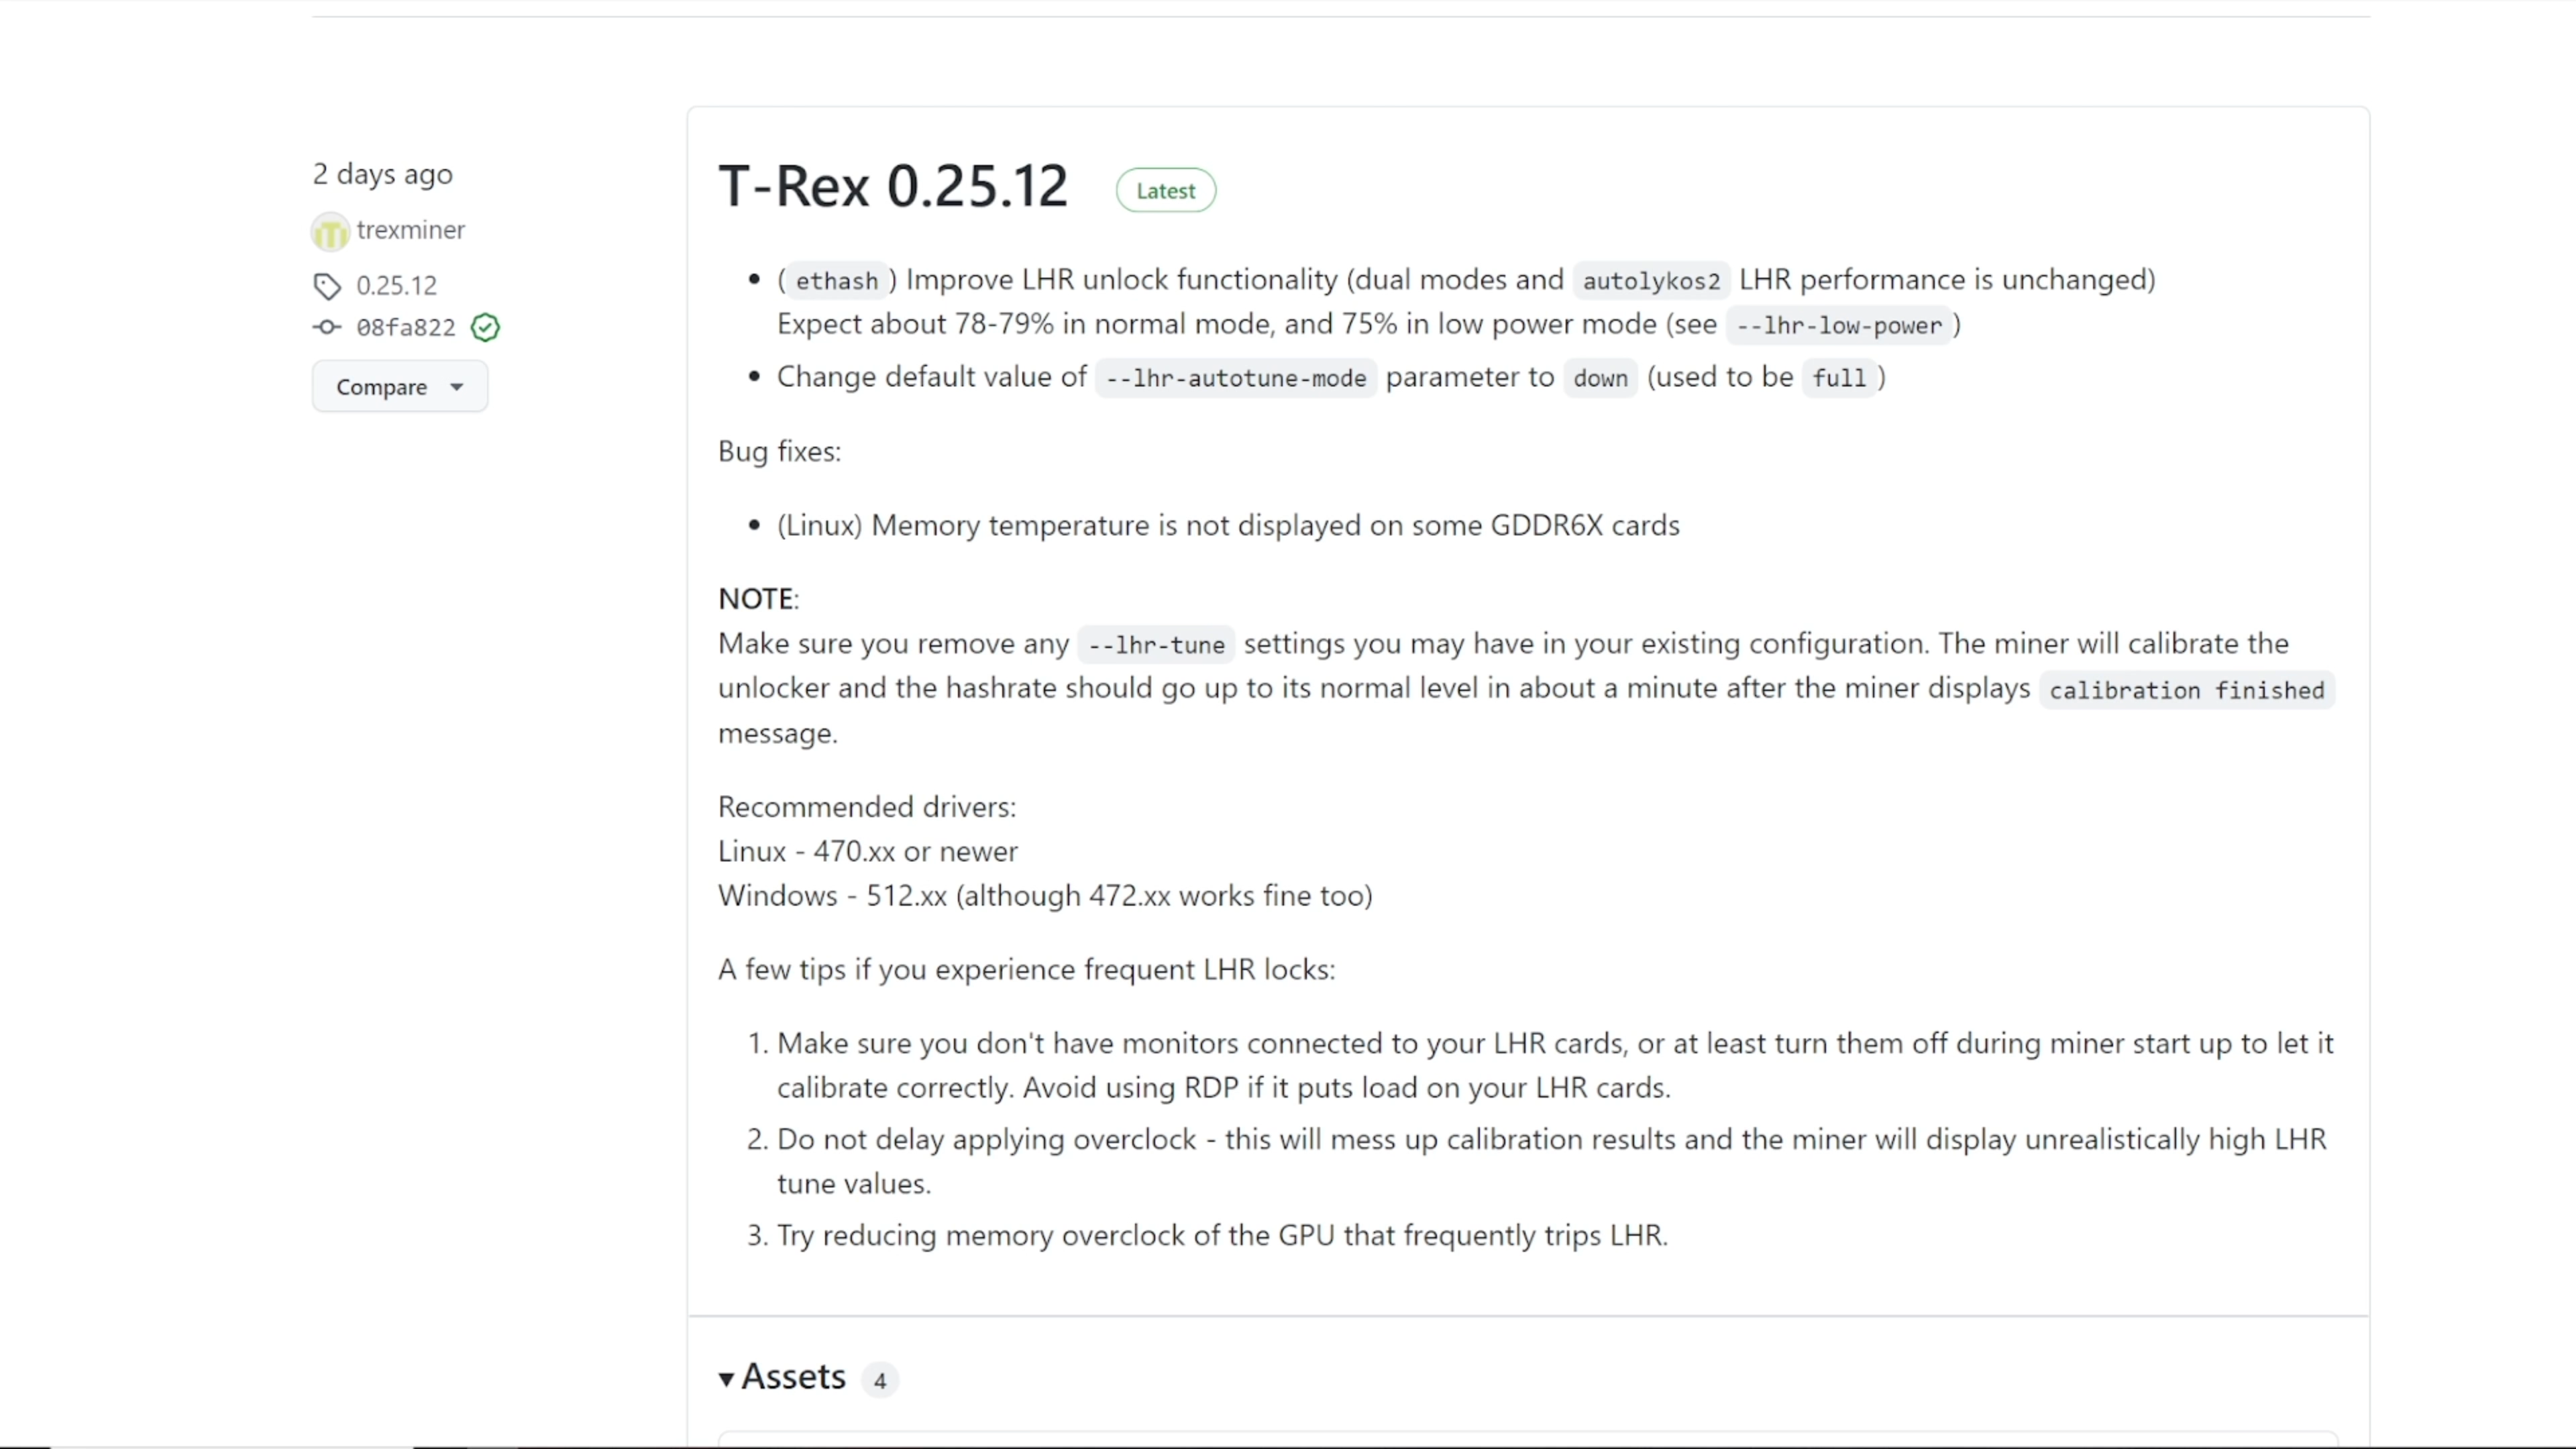 2 days ago
trexminer
0.25.12
08fa822
Compare
T-Rex 0.25.12 Latest
• (ethash) Improve LHR unlock functionality (dual modes and autolykos2 LHR performance is unchanged)
Expect about 78-79% in normal mode, and 75% in low power mode (see --lhr-low-power)
• Change default value of --lhr-autotune-mode parameter to down (used to be full)
Bug fixes:
• (Linux) Memory temperature is not displayed on some GDDR6X cards
NOTE:
Make sure you remove any --lhr-tune settings you may have in your existing configuration. The miner will calibrate the
unlocker and the hashrate should go up to its normal level in about a minute after the miner displays calibration finished
message.
Recommended drivers:
Linux - 470.xx or newer
Windows - 512.xx (although 472.xx works fine too)
A few tips if you experience frequent LHR locks:
1. Make sure you don't have monitors connected to your LHR cards, or at least turn them off during miner start up to let it
calibrate correctly. Avoid using RDP if it puts load on your LHR cards.
2. Do not delay applying overclock - this will mess up calibration results and the miner will display unrealistically high LHR
tune values.
3. Try reducing memory overclock of the GPU that frequently trips LHR.
Assets 4